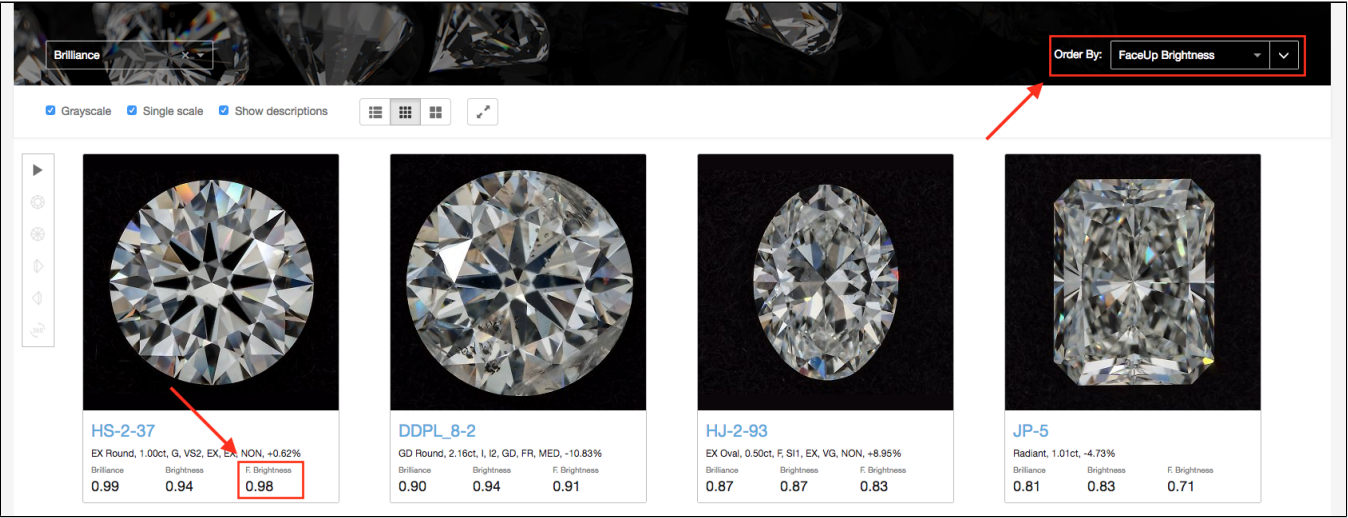 Brilliance
Order By: FaceUp Brightness
Grayscale Single scale Show descriptions
HS-2-37
EX Round, 1.00ct, G, VS2, EX, EX, NON, +0.62%
Brilliance Brightness F. Brightness
0.99 0.94 0.98
DDPL_8-2
GD Round, 2.16ct, I, I2, GD, FR, MED, -10.83%
Brilliance Brightness F. Brightness
0.90 0.94 0.91
HJ-2-93
EX Oval, 0.50ct, F, SI1, EX, VG, NON, +8.95%
Brilliance Brightness F. Brightness
0.87 0.87 0.83
JP-5
Radiant, 1.01ct, -4.73%
Brilliance Brightness F. Brightness
0.81 0.83 0.71